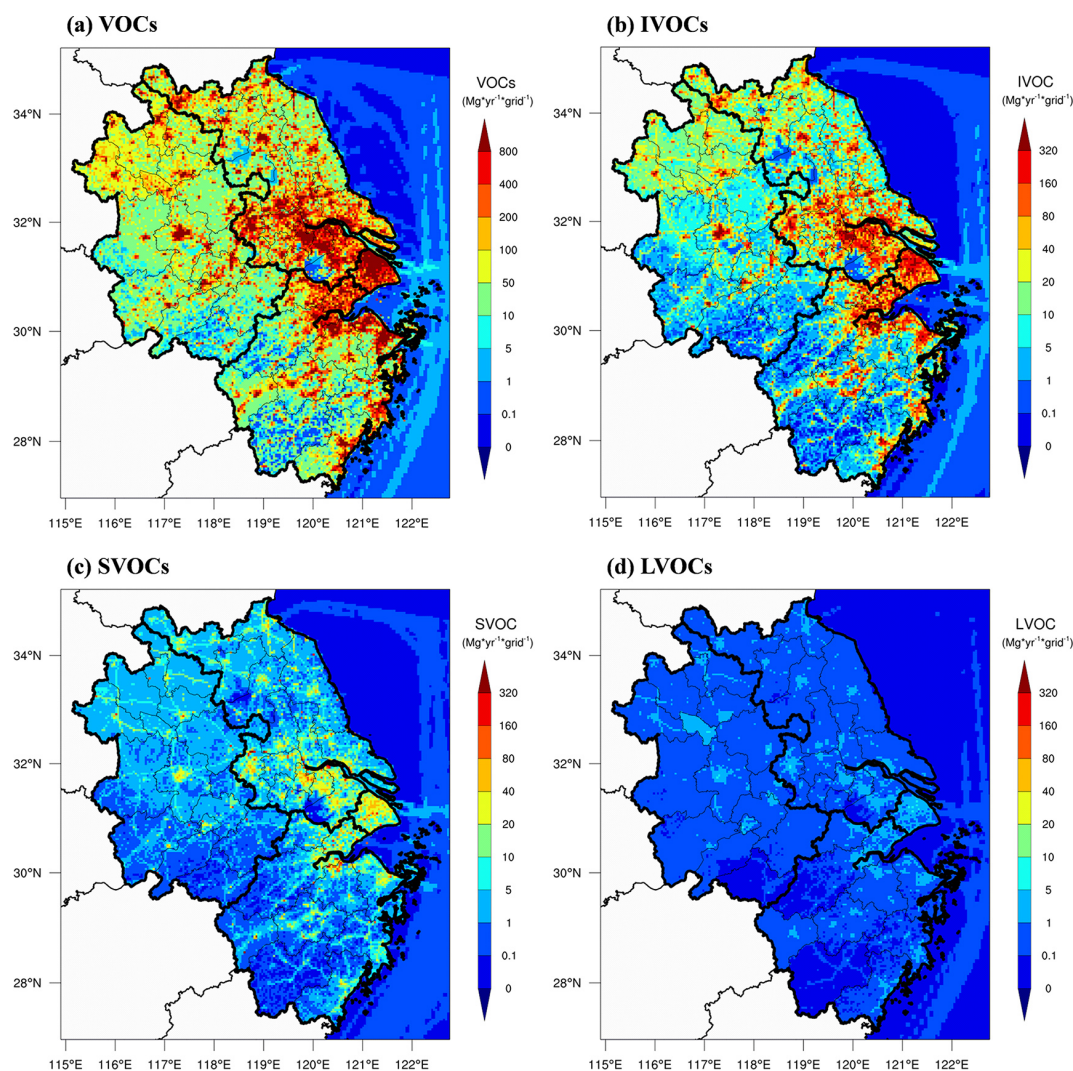 (a) VOCs
VOCs
(Mg*yr⁻¹*grid⁻¹)
800
400
200
100
50
10
5
1
0.1
0
34°N
32°N
30°N
28°N
115°E 116°E 117°E 118°E 119°E 120°E 121°E 122°E
(b) IVOCs
IVOC
(Mg*yr⁻¹*grid⁻¹)
320
160
80
40
20
10
5
1
0.1
0
34°N
32°N
30°N
28°N
115°E 116°E 117°E 118°E 119°E 120°E 121°E 122°E
(c) SVOCs
SVOC
(Mg*yr⁻¹*grid⁻¹)
320
160
80
40
20
10
5
1
0.1
0
34°N
32°N
30°N
28°N
115°E 116°E 117°E 118°E 119°E 120°E 121°E 122°E
(d) LVOCs
LVOC
(Mg*yr⁻¹*grid⁻¹)
320
160
80
40
20
10
5
1
0.1
0
34°N
32°N
30°N
28°N
115°E 116°E 117°E 118°E 119°E 120°E 121°E 122°E